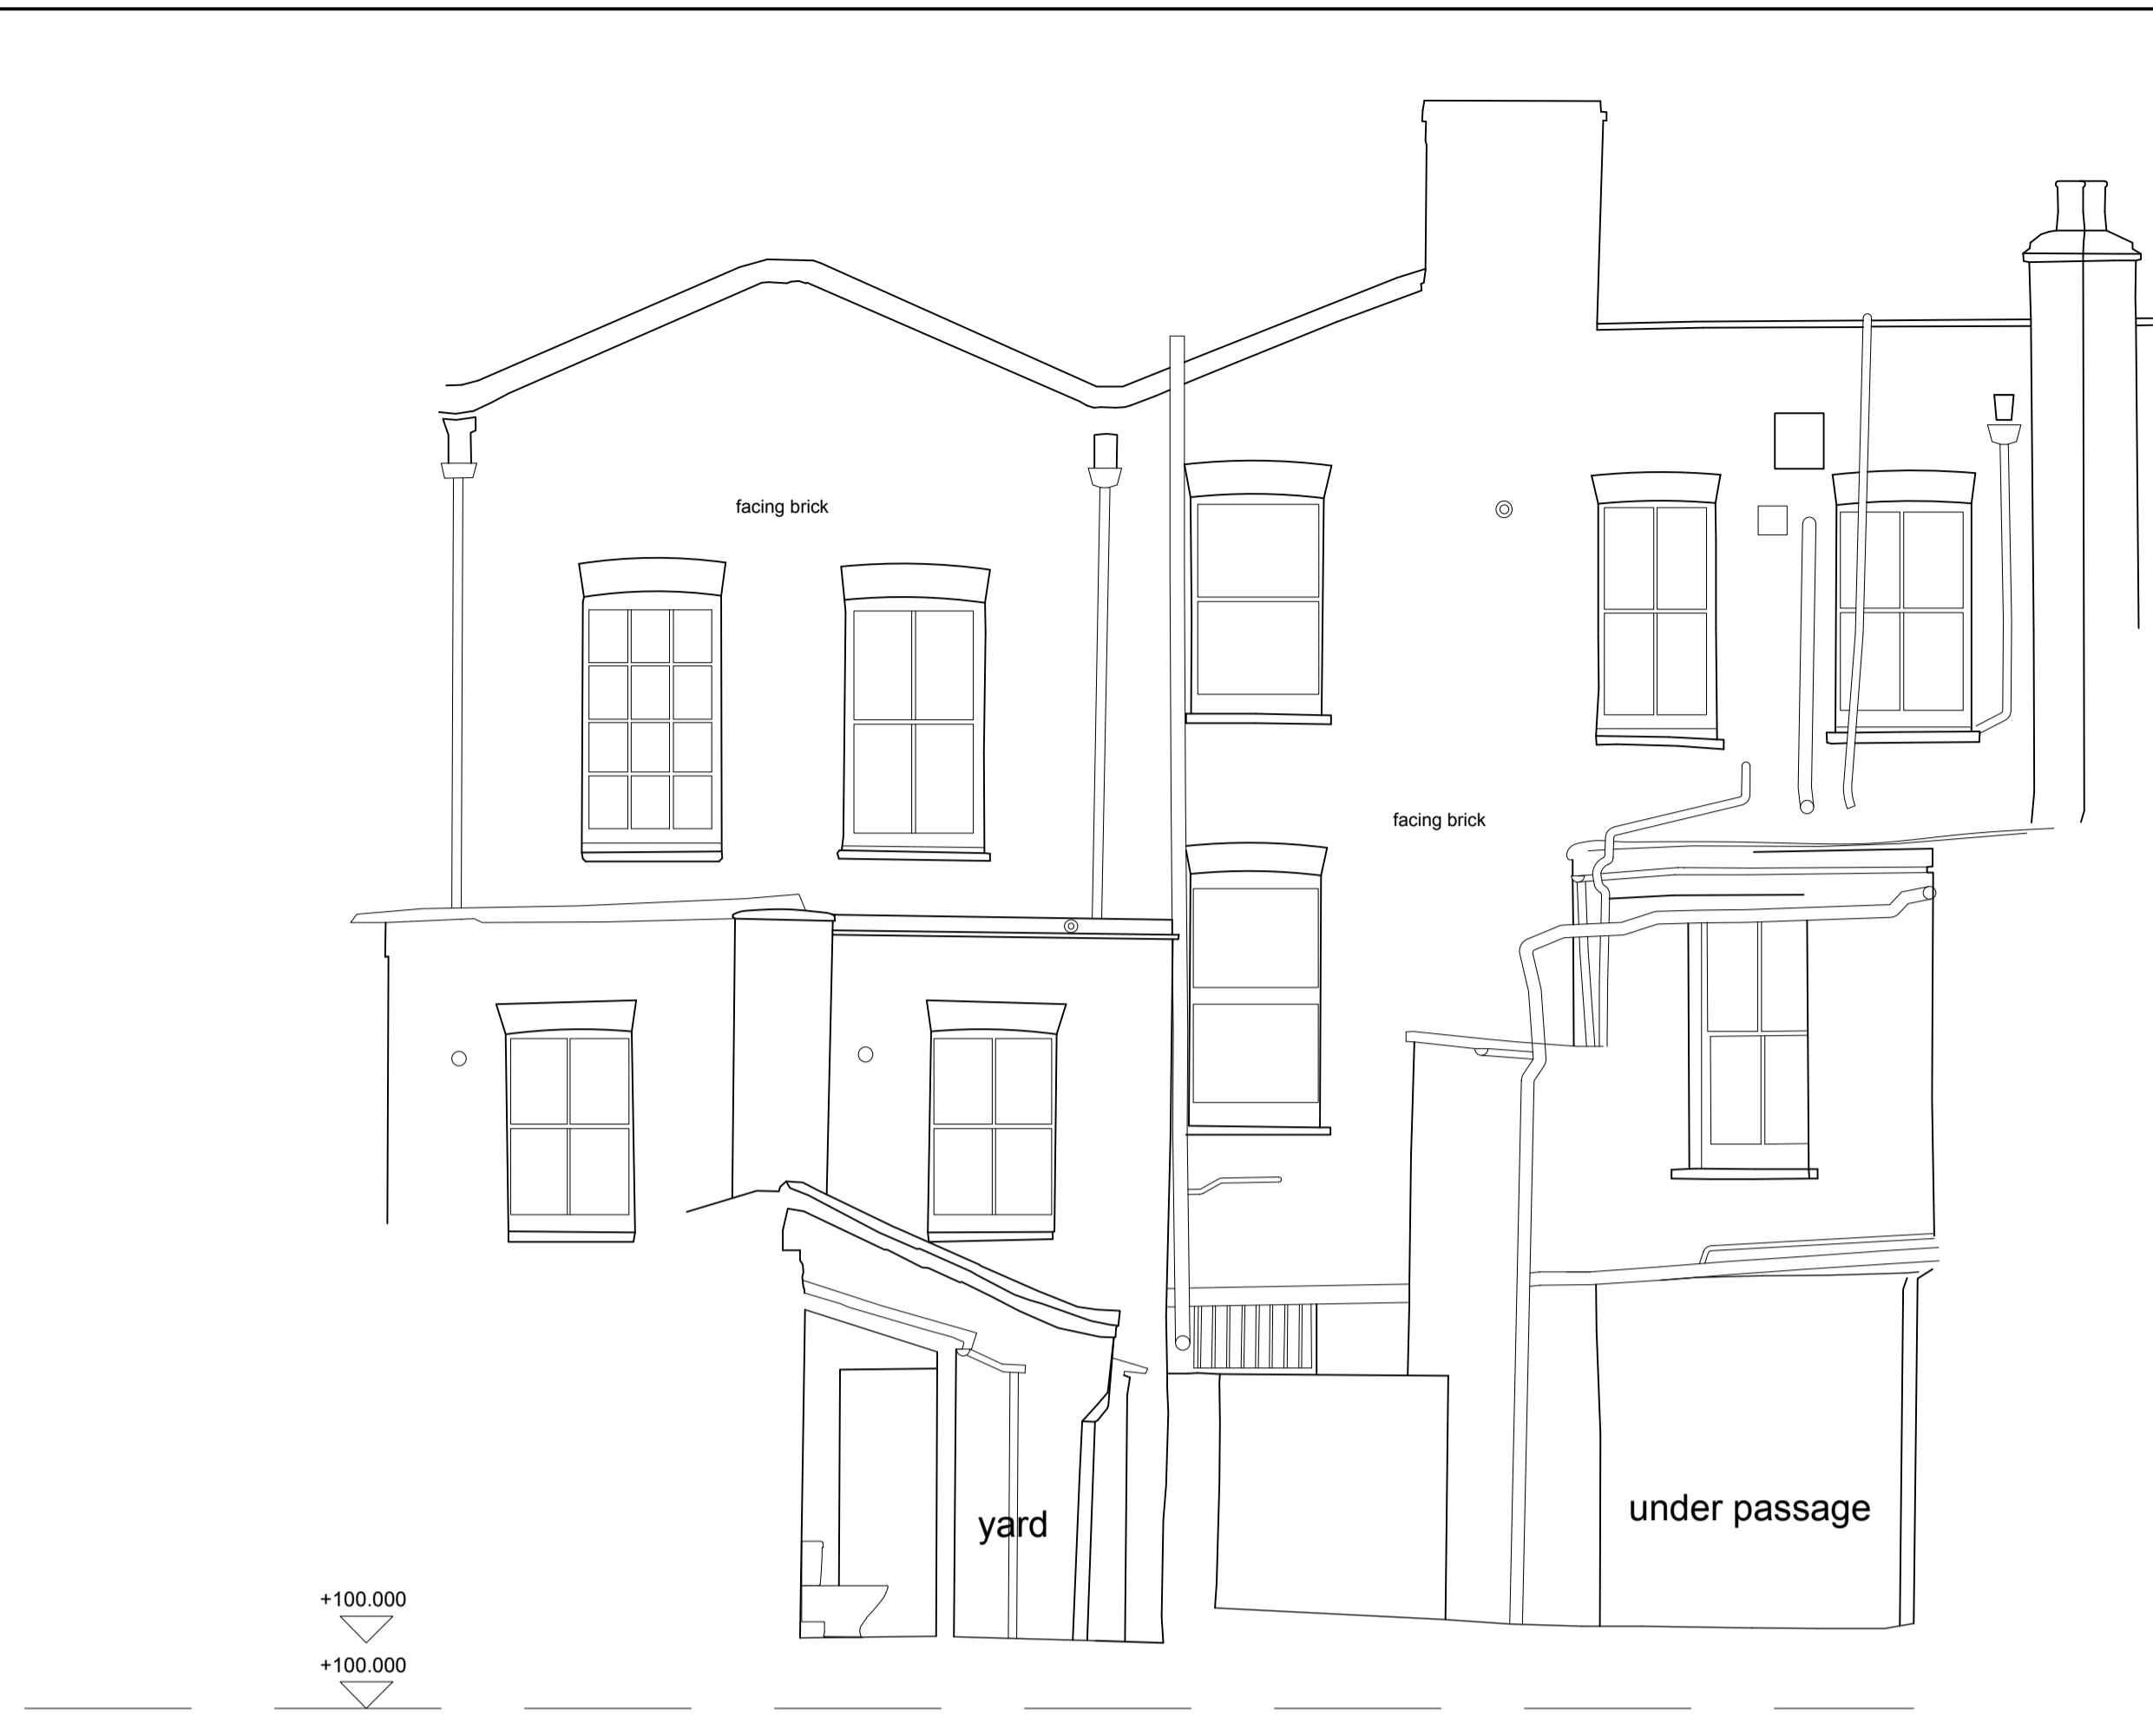 facing brick
facing brick
under passage
yard
+100.000
+100.000